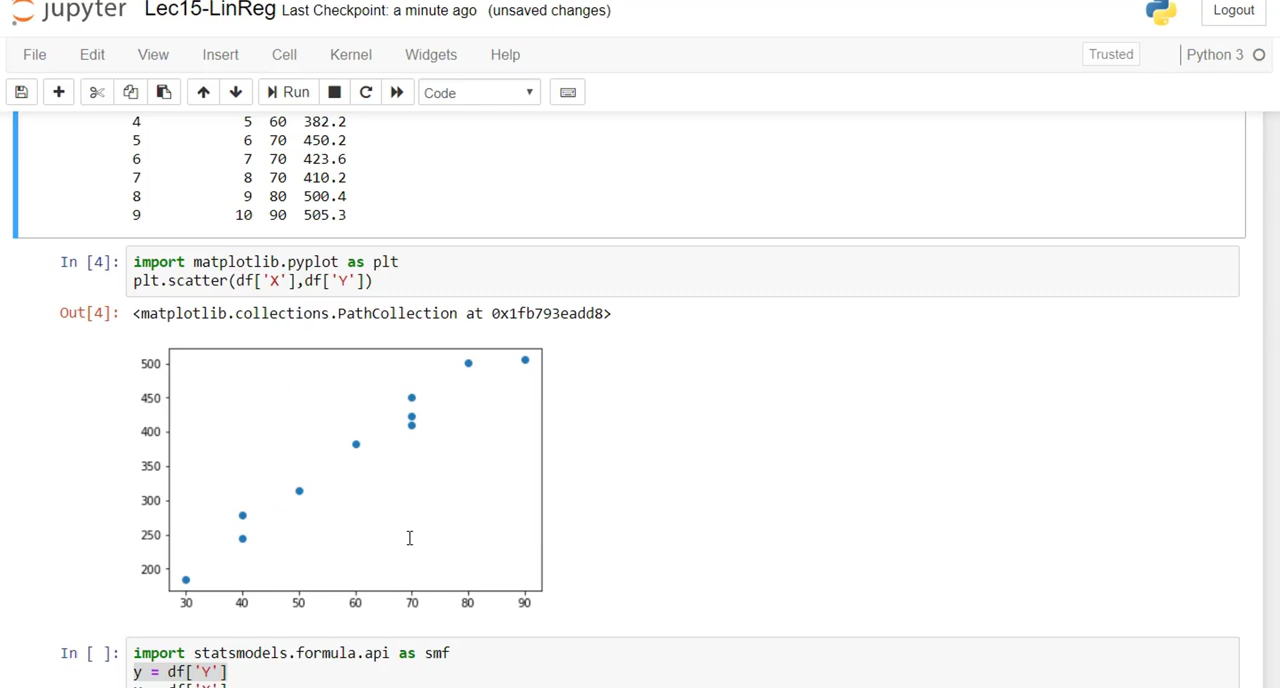 jupyter Lec15-LinReg Last Checkpoint: a minute ago (unsaved changes) Logout
File Edit View Insert Cell Kernel Widgets Help Trusted Python 3
Run Code
4 5 60 382.2
5 6 70 450.2
6 7 70 423.6
7 8 70 410.2
8 9 80 500.4
9 10 90 505.3
In [4]: import matplotlib.pyplot as plt
plt.scatter(df['X'],df['Y'])
Out[4]: <matplotlib.collections.PathCollection at 0x1fb793eadd8>
500
450
400
350
300
250
200
30 40 50 60 70 80 90
In [ ]: import statsmodels.formula.api as smf
y = df['Y']